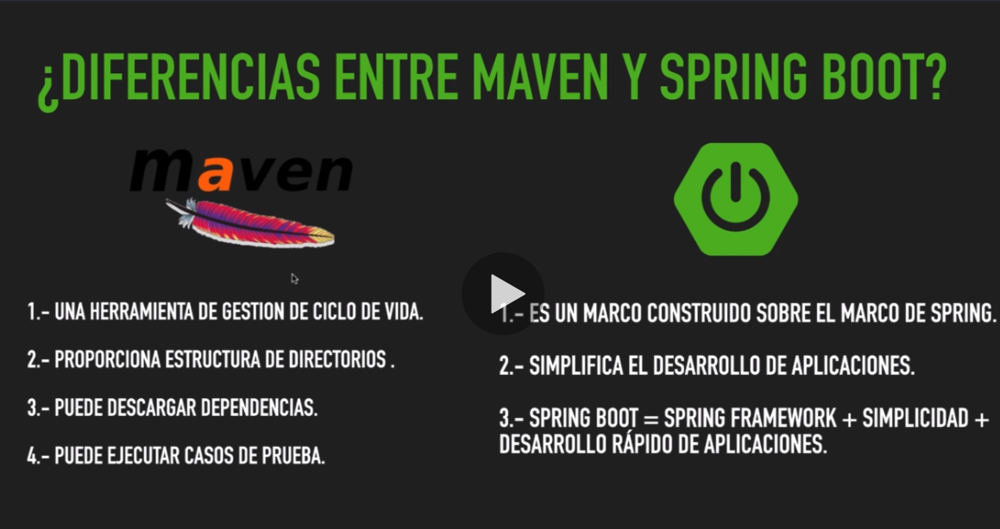 ¿DIFERENCIAS ENTRE MAVEN Y SPRING BOOT?
maven
1.- UNA HERRAMIENTA DE GESTION DE CICLO DE VIDA.
2.- PROPORCIONA ESTRUCTURA DE DIRECTORIOS .
3.- PUEDE DESCARGAR DEPENDENCIAS.
4.- PUEDE EJECUTAR CASOS DE PRUEBA.
1.- ES UN MARCO CONSTRUIDO SOBRE EL MARCO DE SPRING.
2.- SIMPLIFICA EL DESARROLLO DE APLICACIONES.
3.- SPRING BOOT = SPRING FRAMEWORK + SIMPLICIDAD +
DESARROLLO RÁPIDO DE APLICACIONES.